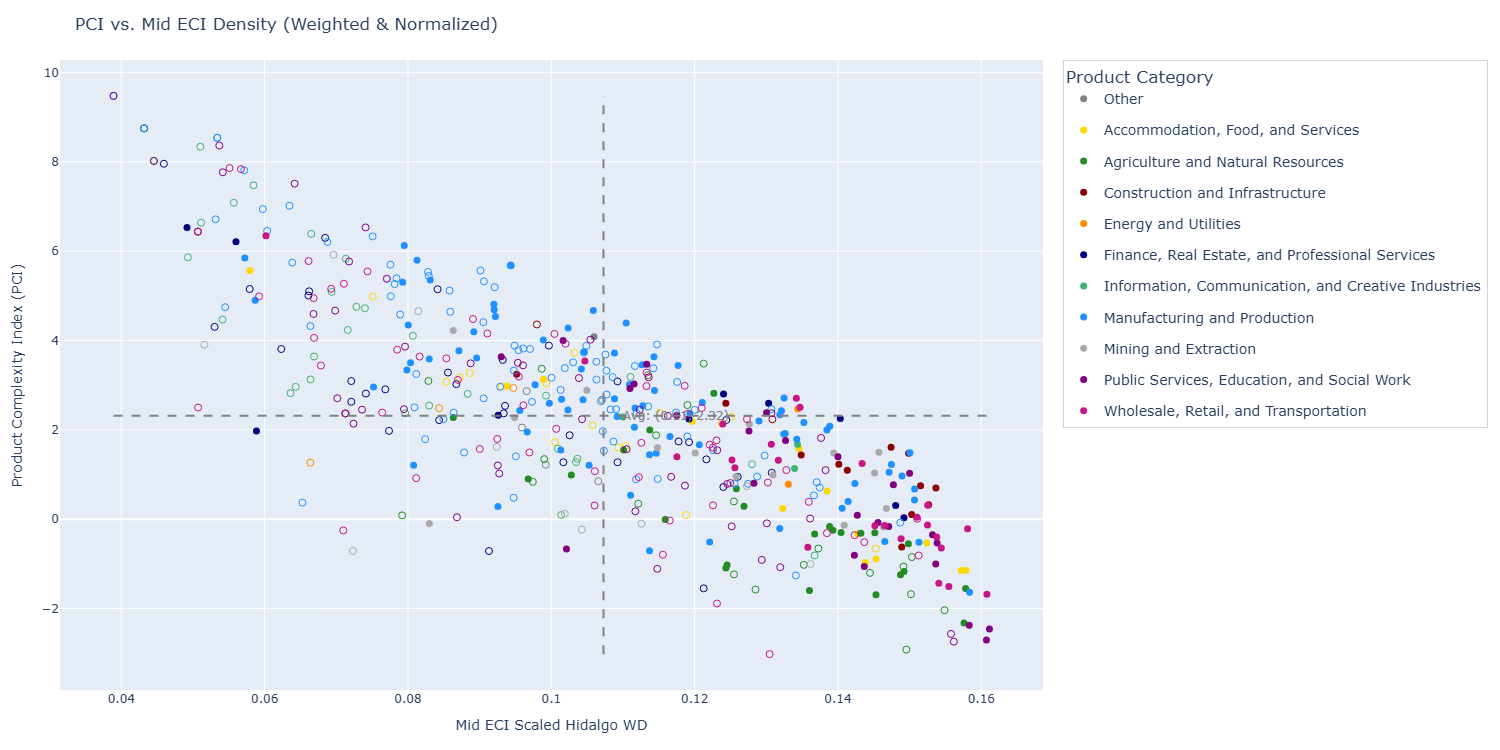 PCI vs. Mid ECI Density (Weighted & Normalized)
Product Complexity Index (PCI)
10
8
6
4
2
0
−2
0.04
0.06
0.08
0.1
0.12
0.14
0.16
Mid ECI Scaled Hidalgo WD
2.32)
Product Category
Other
Accommodation, Food, and Services
Agriculture and Natural Resources
Construction and Infrastructure
Energy and Utilities
Finance, Real Estate, and Professional Services
Information, Communication, and Creative Industries
Manufacturing and Production
Mining and Extraction
Public Services, Education, and Social Work
Wholesale, Retail, and Transportation